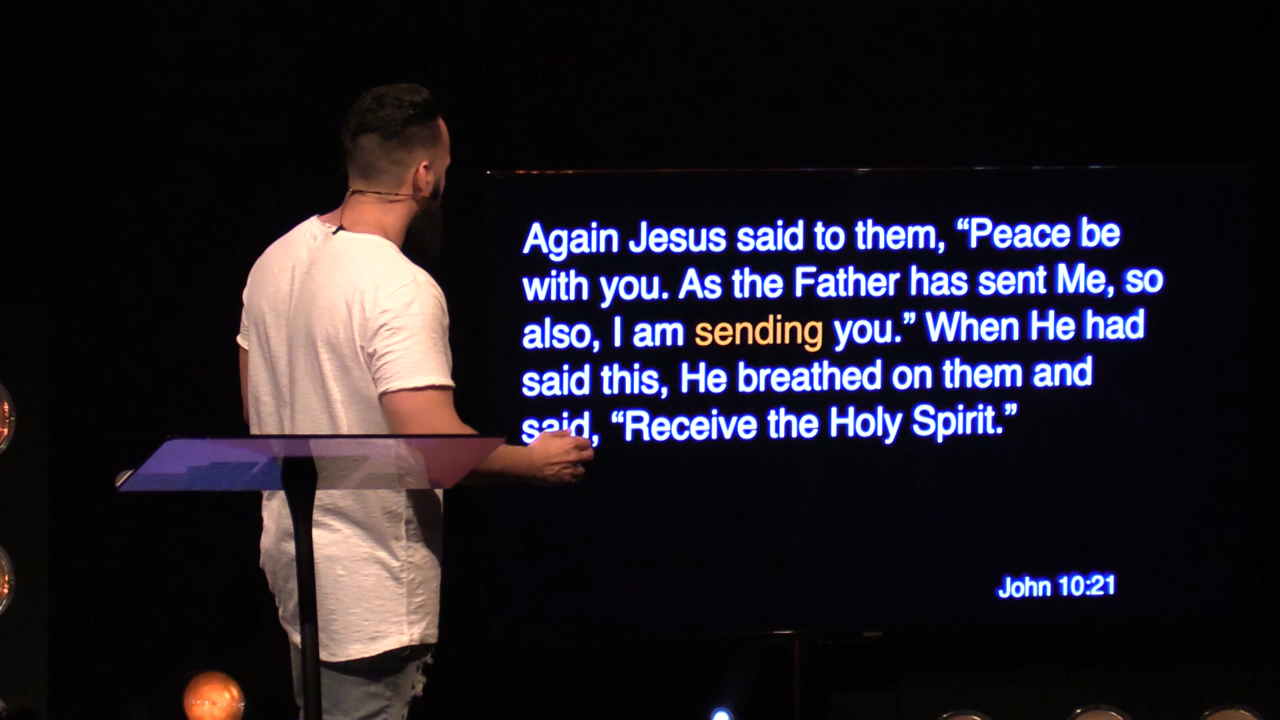 Again Jesus said to them, “Peace be
with you. As the Father has sent Me, so
also, I am sending you.” When He had
said this, He breathed on them and
said, “Receive the Holy Spirit.”
John 10:21